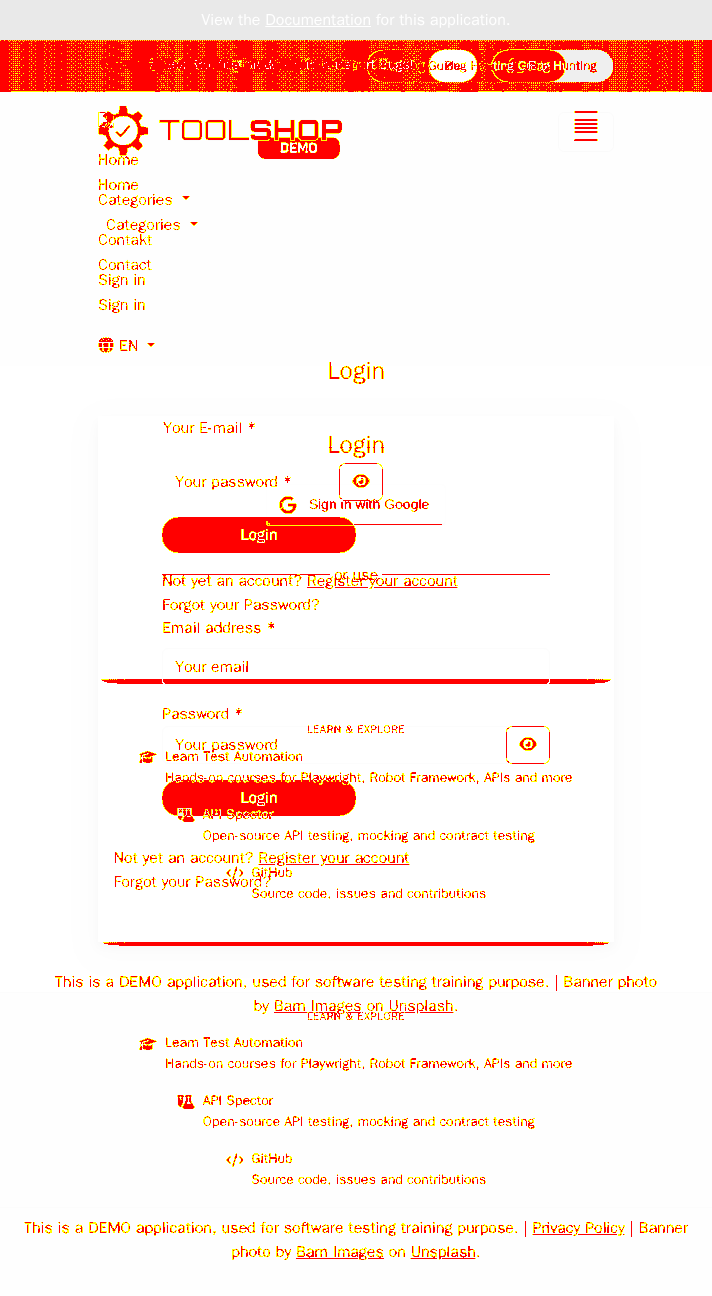 View the Documentation for this application.
Guide
Bug Hunting
TOOLSHOP
DEMO
Home
Home
Categories
Categories
Contakt
Contact
Sign in
Sign in
EN
Login
Your E-mail *
Login
Your password *
Sign in with Google
Login
or use
Not yet an account? Register your account
Forgot your Password?
Email address *
Your email
Password *
LEARN & EXPLORE
Your password
Learn Test Automation
Hands-on courses for Playwright, Robot Framework, APIs and more
Login
API Spector
Open-source API testing, mocking and contract testing
Not yet an account? Register your account
GitHub
Forgot your Password?
Source code, issues and contributions
This is a DEMO application, used for software testing training purpose. | Banner photo
by Barn Images on Unsplash.
LEARN & EXPLORE
Learn Test Automation
Hands-on courses for Playwright, Robot Framework, APIs and more
API Spector
Open-source API testing, mocking and contract testing
GitHub
Source code, issues and contributions
This is a DEMO application, used for software testing training purpose. | Privacy Policy | Banner
photo by Barn Images on Unsplash.